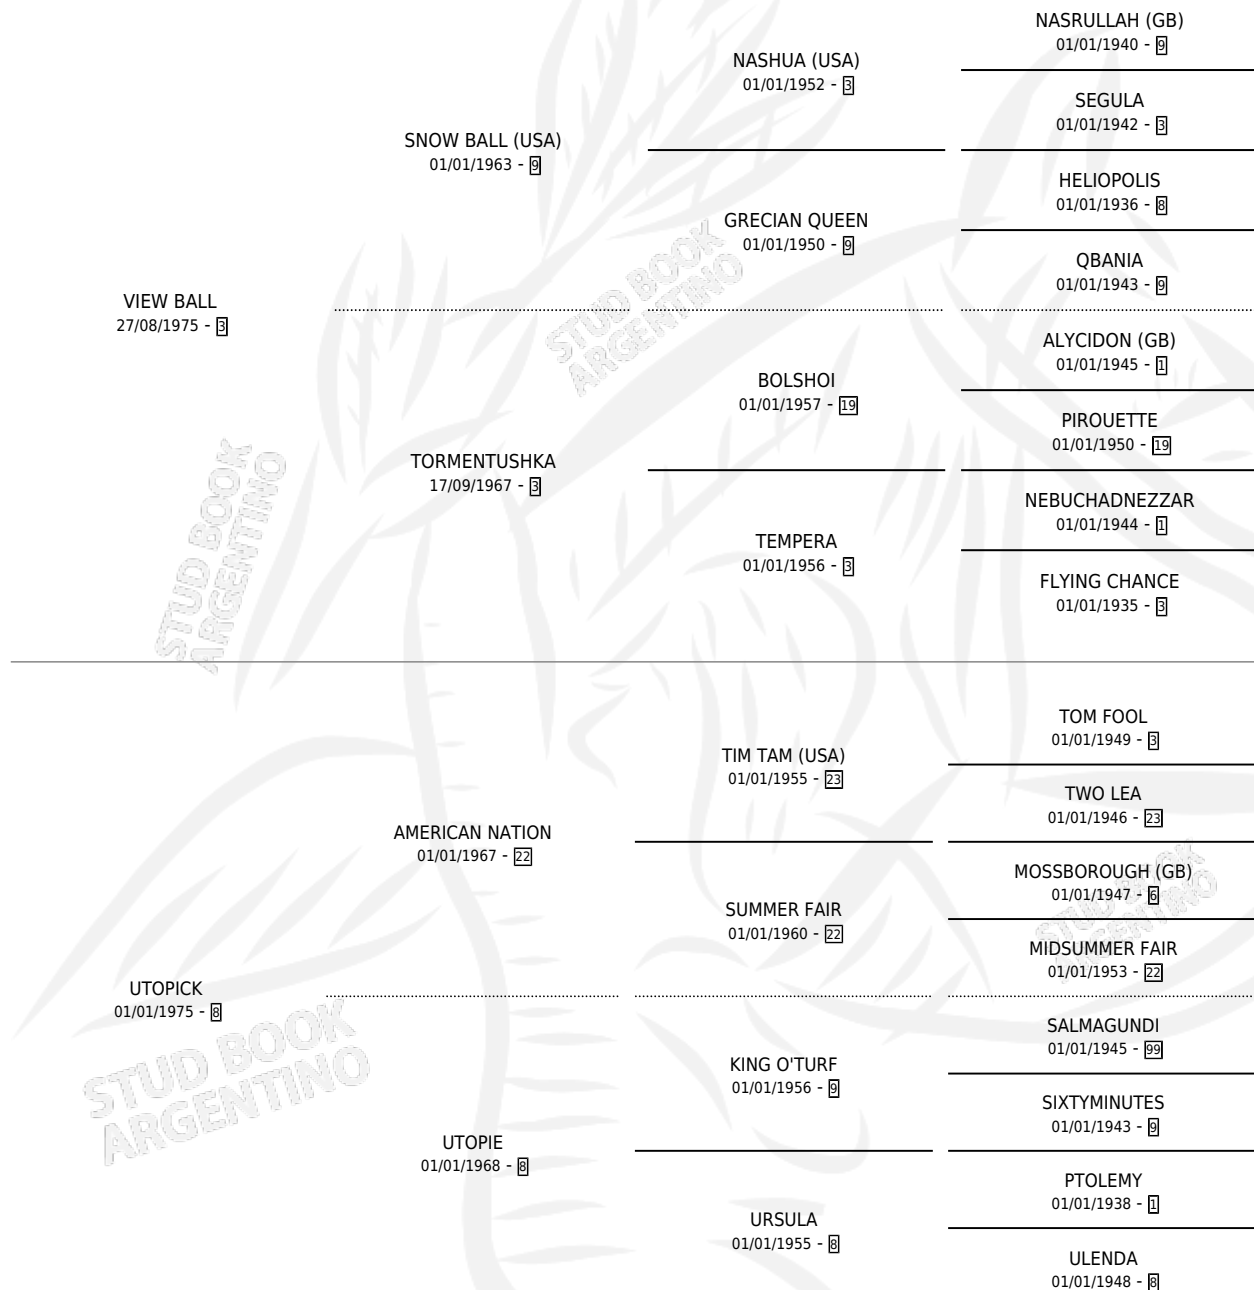 NASRULLAH (GB)
01/01/1940 - 9
NASHUA (USA)
01/01/1952 - 3
SEGULA
01/01/1942 - 3
SNOW BALL (USA)
01/01/1963 - 9
HELIOPOLIS
01/01/1936 - 8
GRECIAN QUEEN
01/01/1950 - 9
QBANIA
01/01/1943 - 9
VIEW BALL
27/08/1975 - 3
STUD BOOK
ARGENTINO
ALYCIDON (GB)
01/01/1945 - 1
BOLSHOI
01/01/1957 - 19
PIROUETTE
01/01/1950 - 19
TORMENTUSHKA
17/09/1967 - 3
NEBUCHADNEZZAR
01/01/1944 - 1
TEMPERA
01/01/1956 - 3
FLYING CHANCE
01/01/1935 - 3
STUD BOOK
ARGENTINO
TOM FOOL
01/01/1949 - 3
TIM TAM (USA)
01/01/1955 - 23
TWO LEA
01/01/1946 - 23
AMERICAN NATION
01/01/1967 - 22
MOSSBOROUGH (GB)
01/01/1947 - 6
SUMMER FAIR
01/01/1960 - 22
STUD BOOK
ARGENTINO
MIDSUMMER FAIR
01/01/1953 - 22
UTOPICK
01/01/1975 - 8
SALMAGUNDI
01/01/1945 - 99
KING O'TURF
01/01/1956 - 9
STUD BOOK
ARGENTINO
SIXTYMINUTES
01/01/1943 - 9
UTOPIE
01/01/1968 - 8
PTOLEMY
01/01/1938 - 1
URSULA
01/01/1955 - 8
ULENDA
01/01/1948 - 8